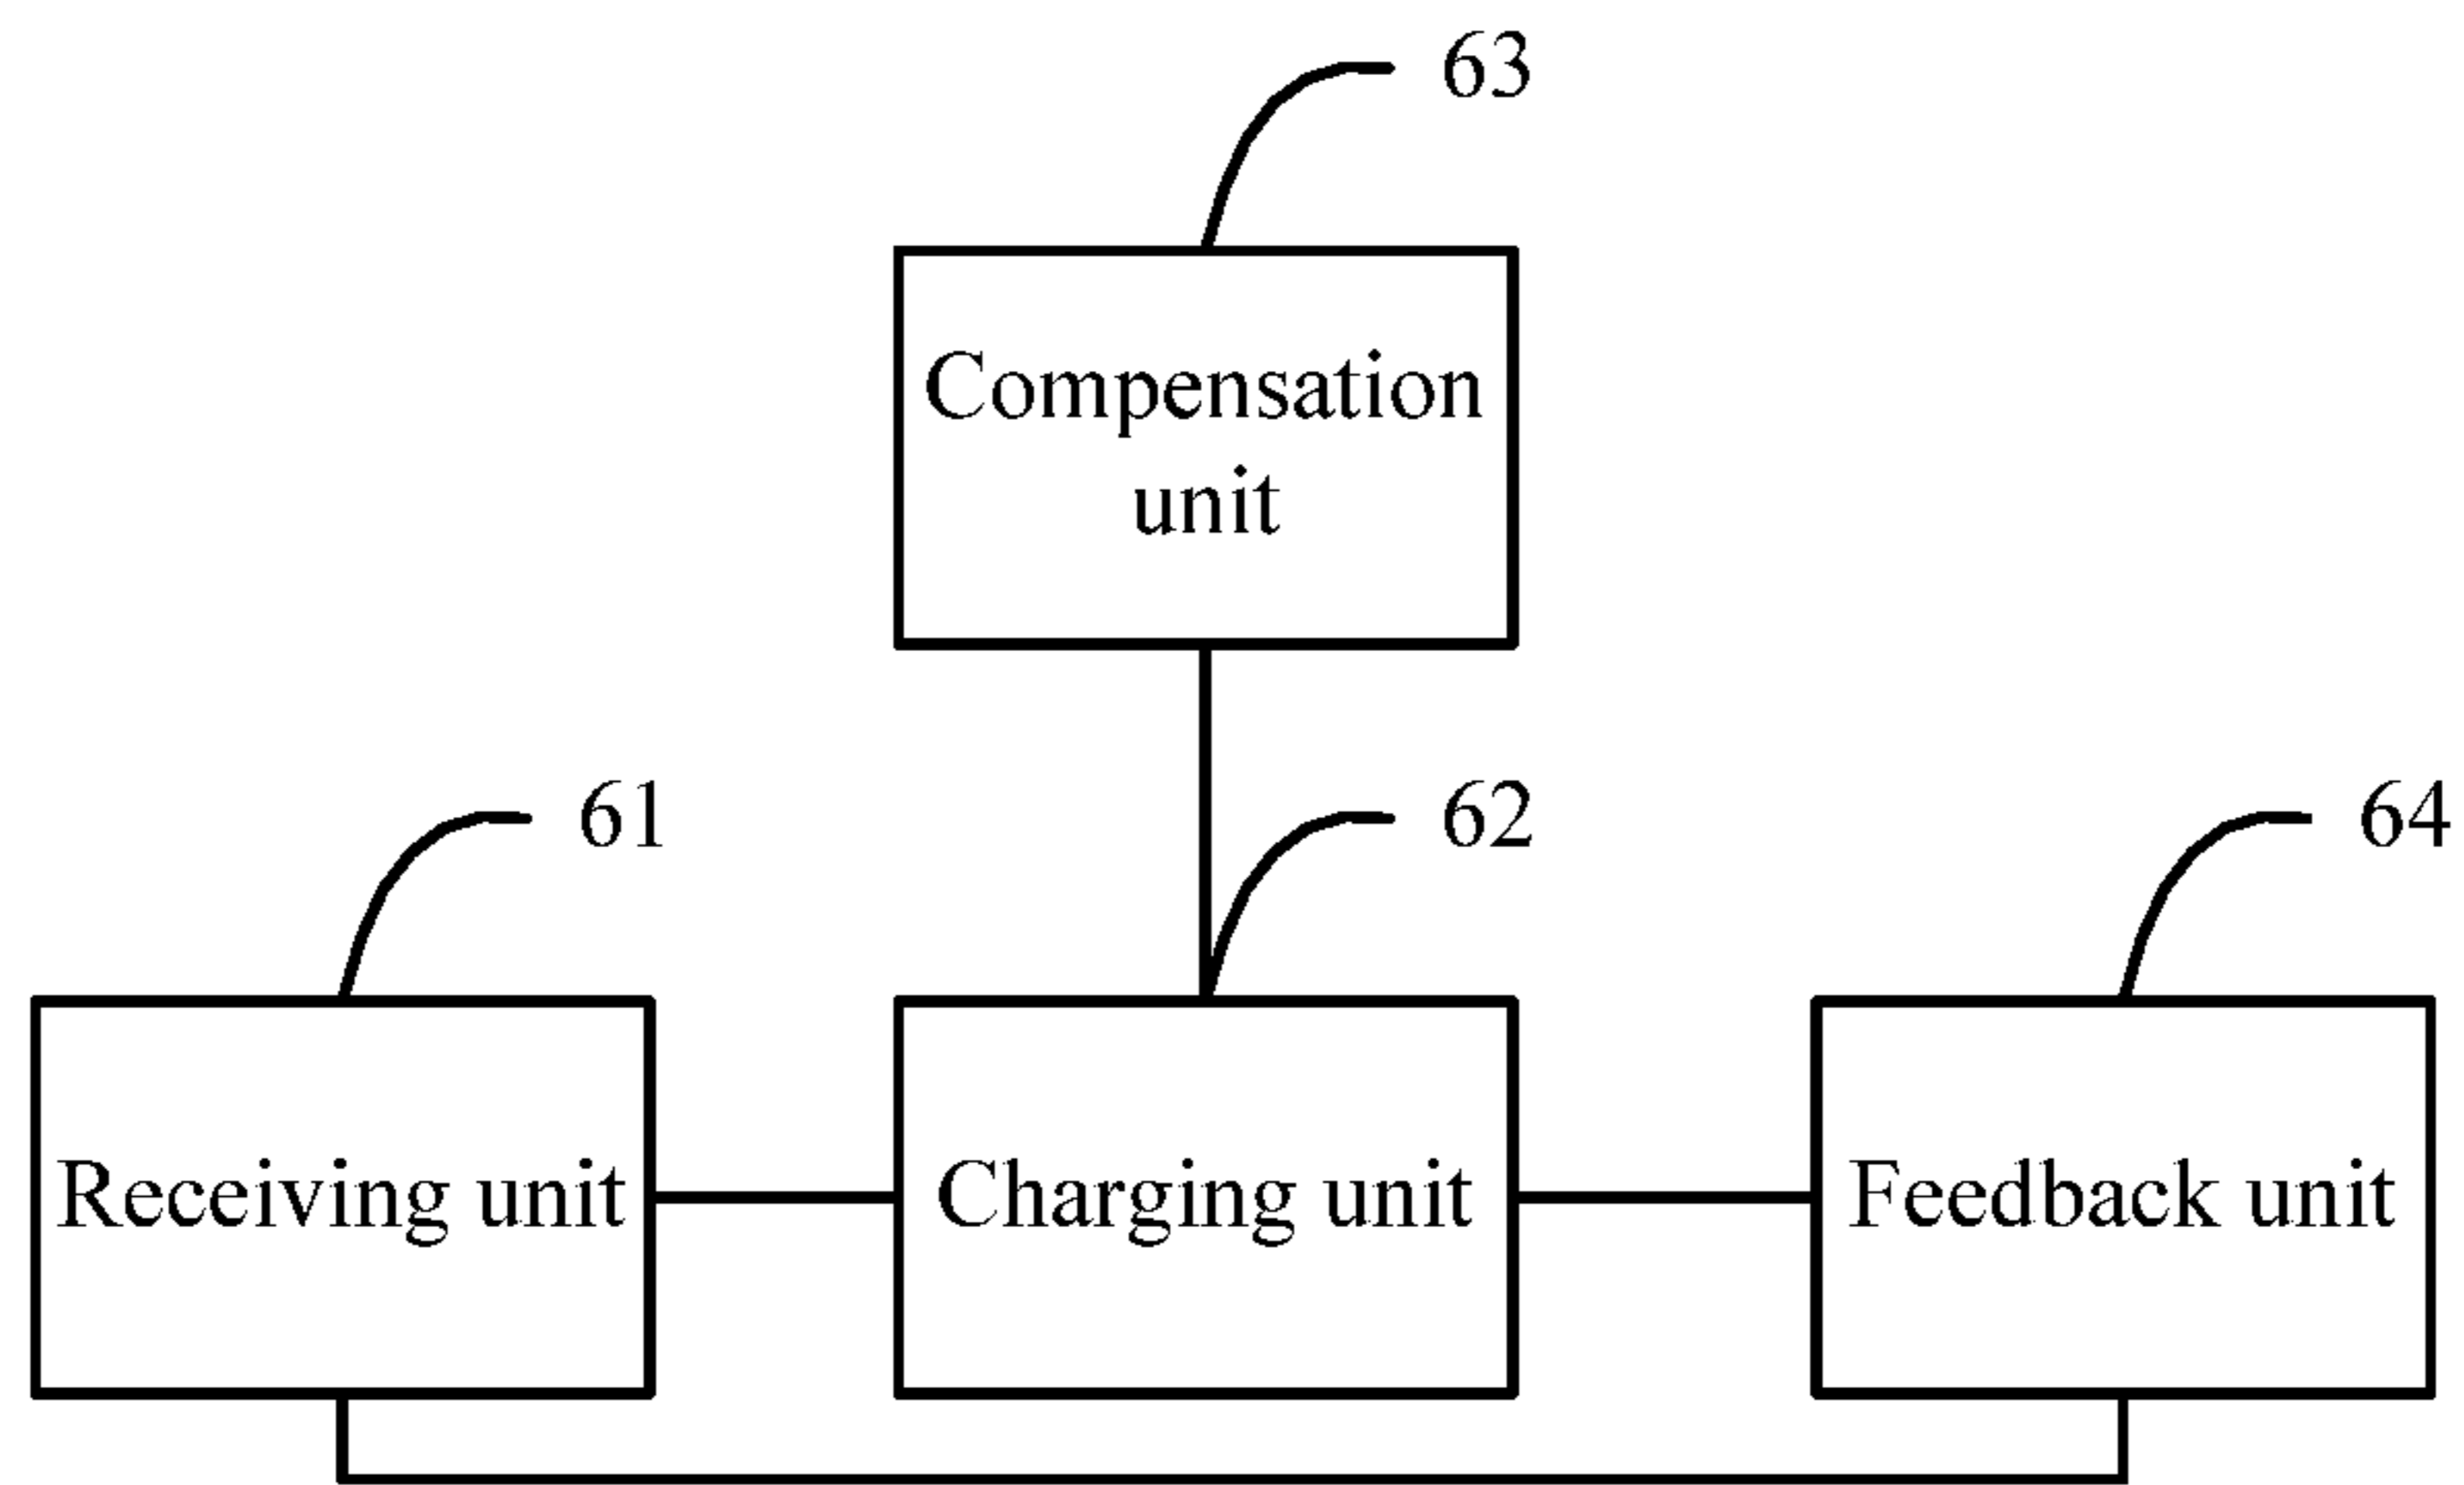 63
Compensation
unit
61
62
64
Receiving unit
Charging unit
Feedback unit